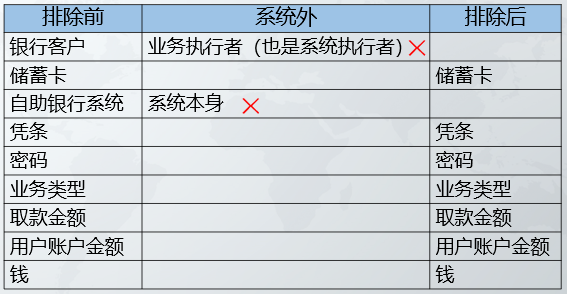 排除前 系统外 排除后
银行客户 业务执行者（也是系统执行者）
储蓄卡 储蓄卡
自助银行系统 系统本身
凭条 凭条
密码 密码
业务类型 业务类型
取款金额 取款金额
用户账户金额 用户账户金额
钱 钱